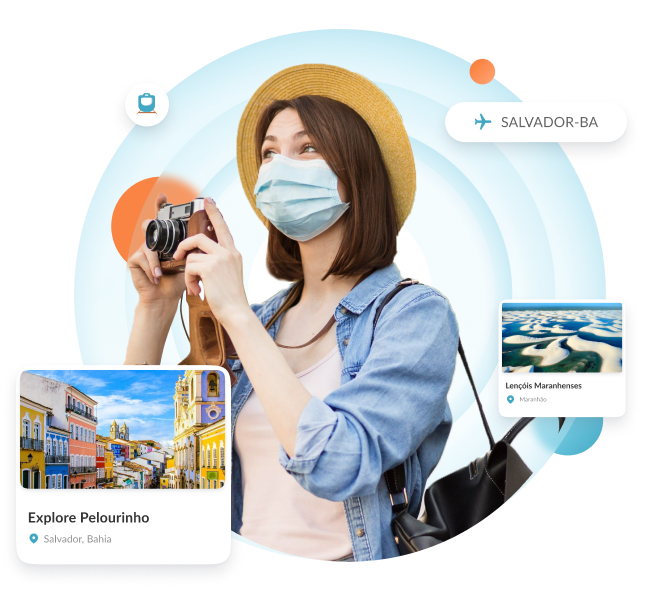 SALVADOR-BA
Lençóis Maranhenses
Maranhão
Explore Pelourinho
Salvador, Bahia